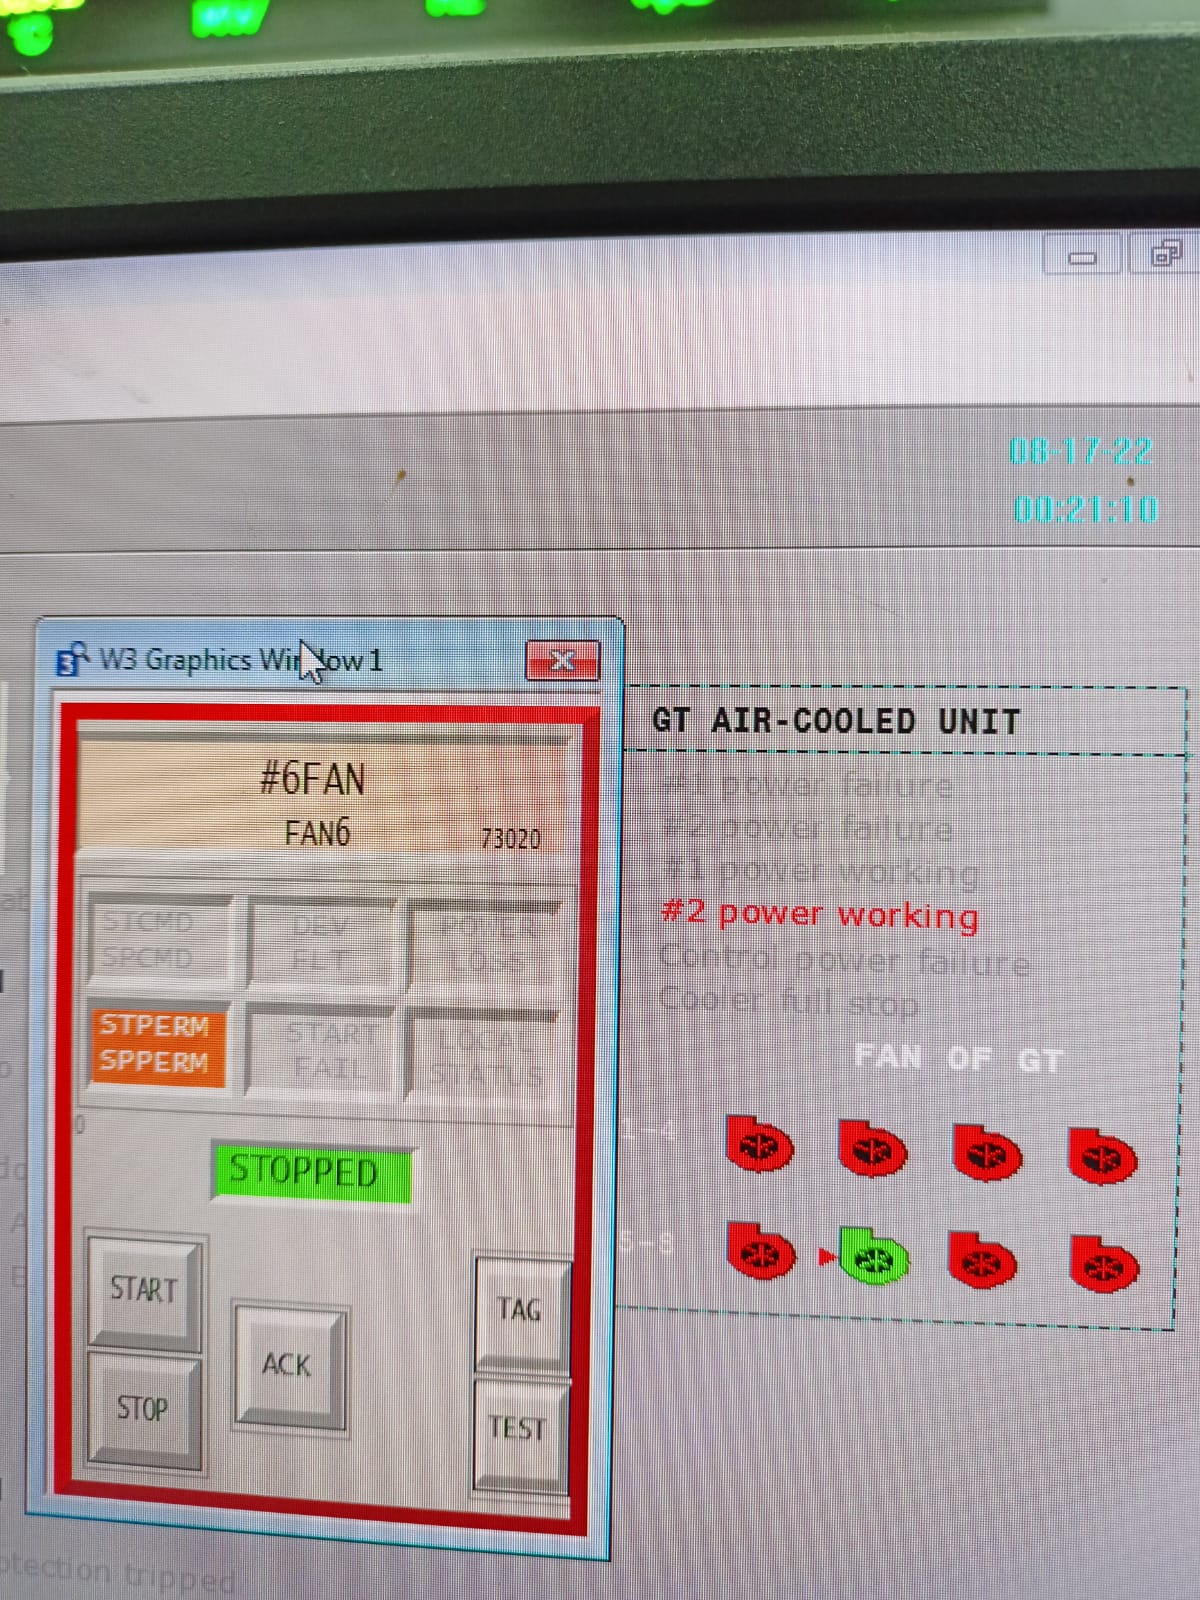 08-17-22
00:21:10
W3 Graphics Window 1
#6FAN
FAN6
73020
STCMD
SPCMD
DEV
FLT
POWER
LOSS
STPERM
SPPERM
START
FAIL
LOCAL
STATUS
0
STOPPED
START
STOP
ACK
TAG
TEST
GT AIR-COOLED UNIT
#1 power failure
#2 power failure
#1 power working
#2 power working
Control power failure
Cooler full stop
FAN OF GT
1-4
5-8
tripped